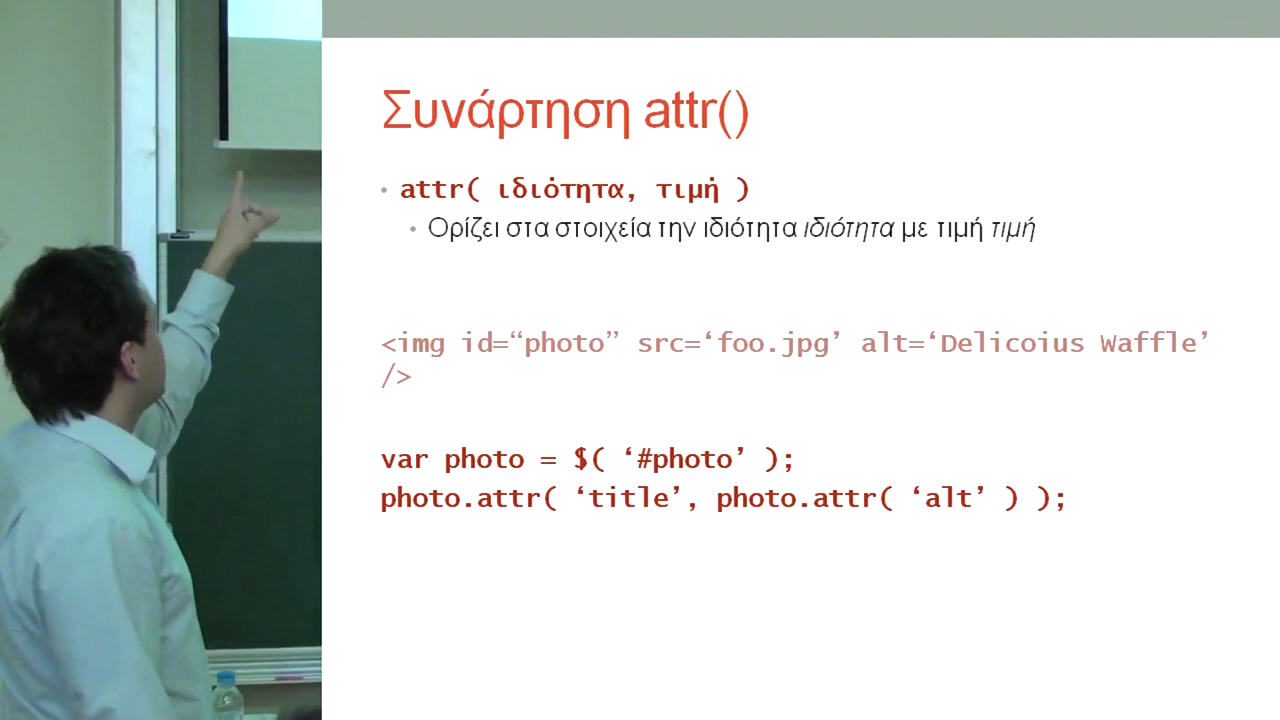 Συνάρτηση attr()
• attr( ιδιότητα, τιμή )
• Ορίζει στα στοιχεία την ιδιότητα ιδιότητα με τιμή τιμή
<img id=“photo” src=‘foo.jpg’ alt=‘Delicoius Waffle’
/>
var photo = $( ‘#photo’ );
photo.attr( ‘title’, photo.attr( ‘alt’ ) );